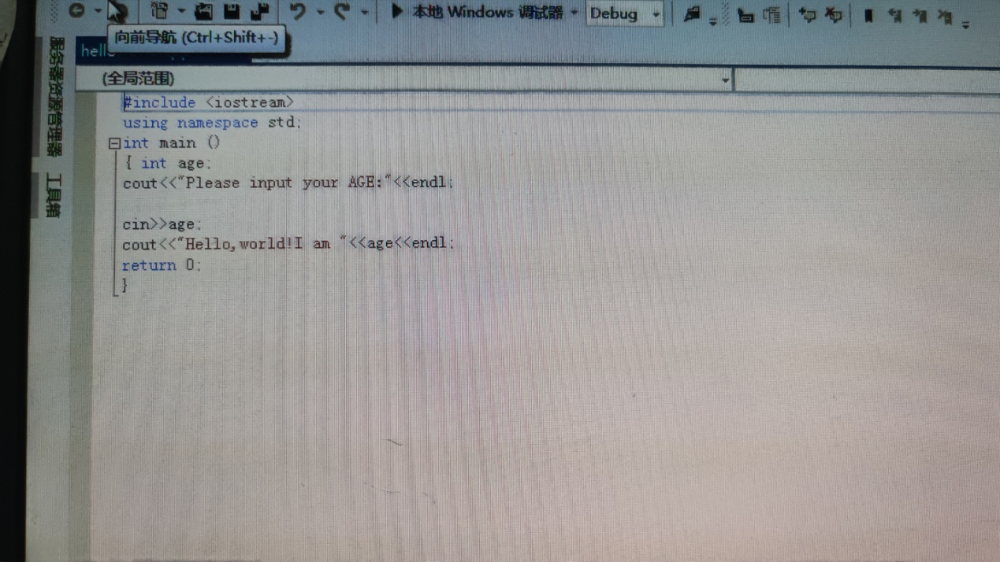 本地 Windows 调试器
Debug
向前导航 (Ctrl+Shift+-)
hell
(全局范围)
服务器资源管理器
工具箱
#include <iostream>
using namespace std;
int main ()
{ int age;
cout<<"Please input your AGE:"<<endl;
cin>>age;
cout<<"Hello,world!I am "<<age<<endl;
return 0;
}